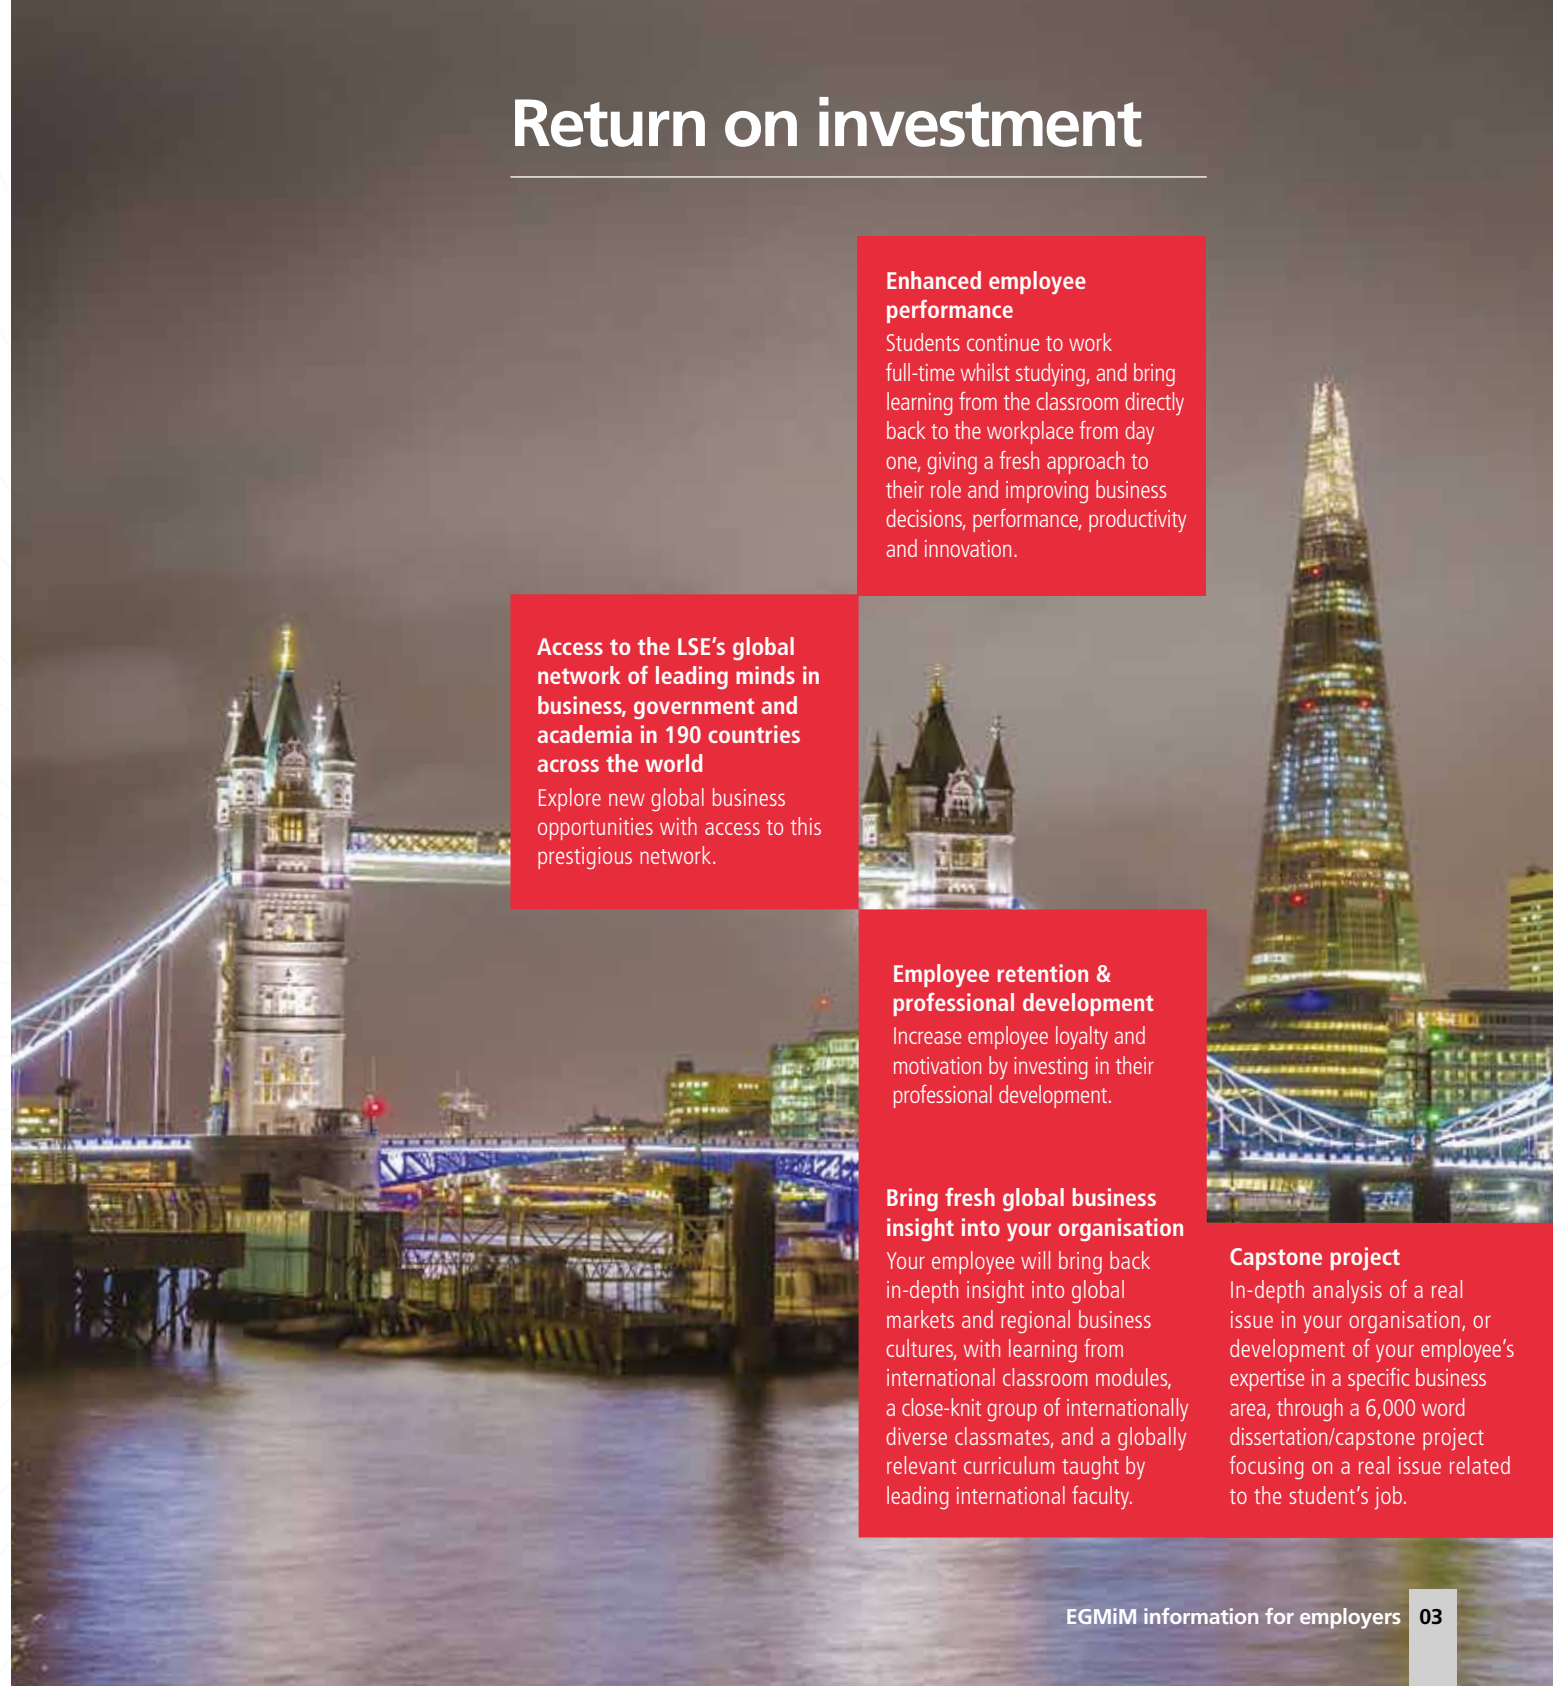 Return on investment
Enhanced employee
performance
Students continue to work
full-time whilst studying, and bring
learning from the classroom directly
back to the workplace from day
one, giving a fresh approach to
their role and improving business
decisions, performance, productivity
and innovation.
Access to the LSE’s global
network of leading minds in
business, government and
academia in 190 countries
across the world
Explore new global business
opportunities with access to this
prestigious network.
Employee retention &
professional development
Increase employee loyalty and
motivation by investing in their
professional development.
Bring fresh global business
insight into your organisation
Your employee will bring back
in-depth insight into global
markets and regional business
cultures, with learning from
international classroom modules,
a close-knit group of internationally
diverse classmates, and a globally
relevant curriculum taught by
leading international faculty.
Capstone project
In-depth analysis of a real
issue in your organisation, or
development of your employee’s
expertise in a specific business
area, through a 6,000 word
dissertation/capstone project
focusing on a real issue related
to the student’s job.
EGMiM information for employers 03